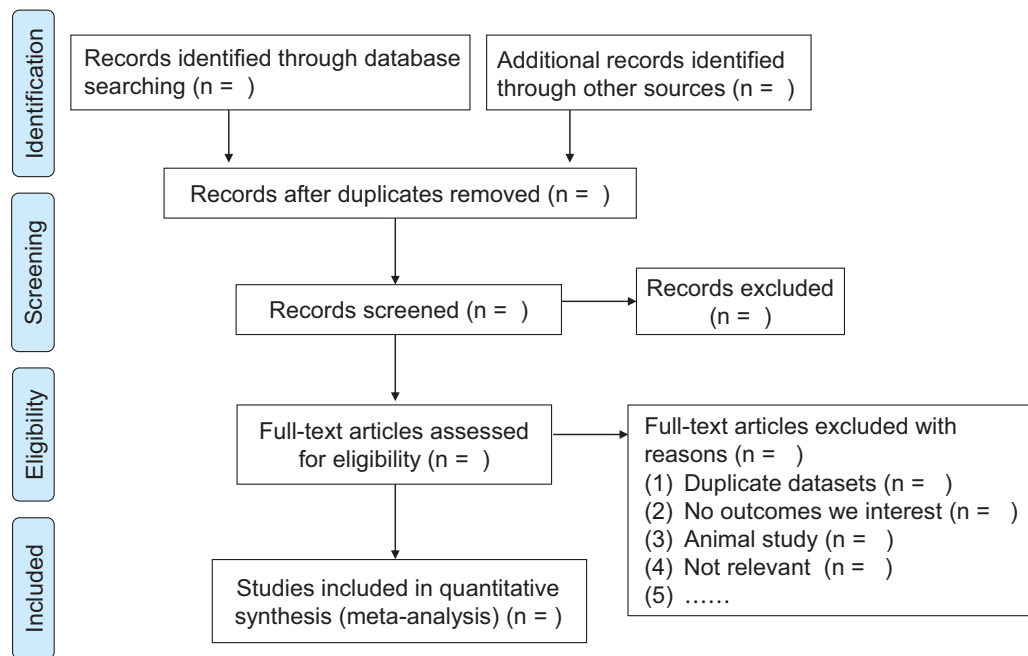 Identification
Records identified through database
searching (n =   )
Additional records identified
through other sources (n =   )
Records after duplicates removed (n =   )
Screening
Records screened (n =   )
Records excluded
(n =   )
Eligibility
Full-text articles assessed
for eligibility (n =   )
Full-text articles excluded with
reasons (n =   )
(1) Duplicate datasets (n =   )
(2) No outcomes we interest (n =   )
(3) Animal study (n =   )
(4) Not relevant  (n =   )
(5) ……
Included
Studies included in quantitative
synthesis (meta-analysis) (n = )